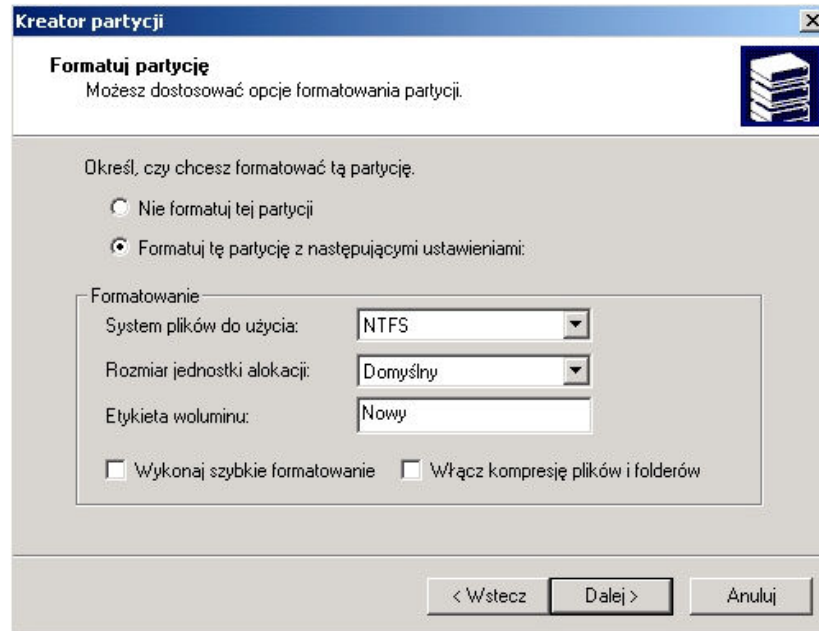 Kreator partycji
Formatuj partycję
Możesz dostosować opcje formatowania partycji.
Określ, czy chcesz formatować tą partycję.
Nie formatuj tej partycji
Formatuj tę partycję z następującymi ustawieniami:
Formatowanie
System plików do użycia: NTFS
Rozmiar jednostki alokacji: Domyślny
Etykieta woluminu: Nowy
Wykonaj szybkie formatowanie Włącz kompresję plików i folderów
< Wstecz Dalej > Anuluj